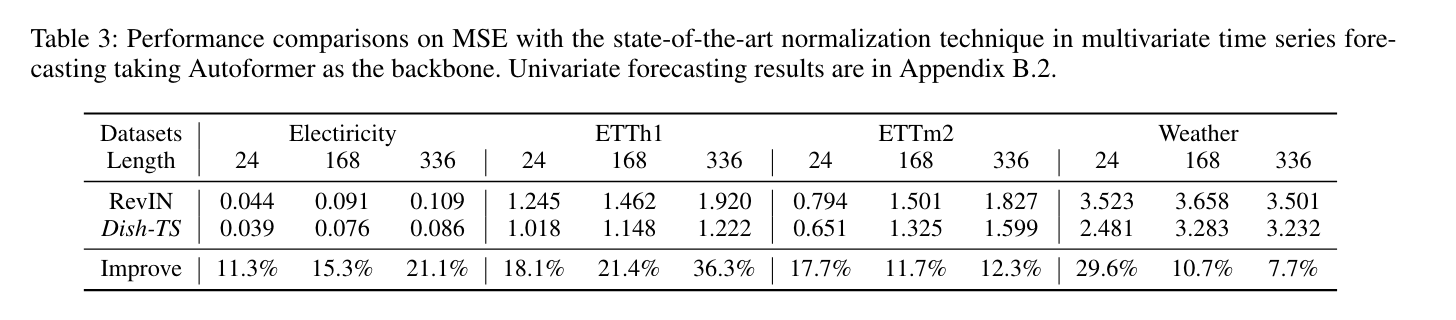 Table 3: Performance comparisons on MSE with the state-of-the-art normalization technique in multivariate time series fore-
casting taking Autoformer as the backbone. Univariate forecasting results are in Appendix B.2.
Datasets Electiricity ETTh1 ETTm2 Weather
Length 24 168 336 24 168 336 24 168 336 24 168 336
RevIN 0.044 0.091 0.109 1.245 1.462 1.920 0.794 1.501 1.827 3.523 3.658 3.501
Dish-TS 0.039 0.076 0.086 1.018 1.148 1.222 0.651 1.325 1.599 2.481 3.283 3.232
Improve 11.3% 15.3% 21.1% 18.1% 21.4% 36.3% 17.7% 11.7% 12.3% 29.6% 10.7% 7.7%